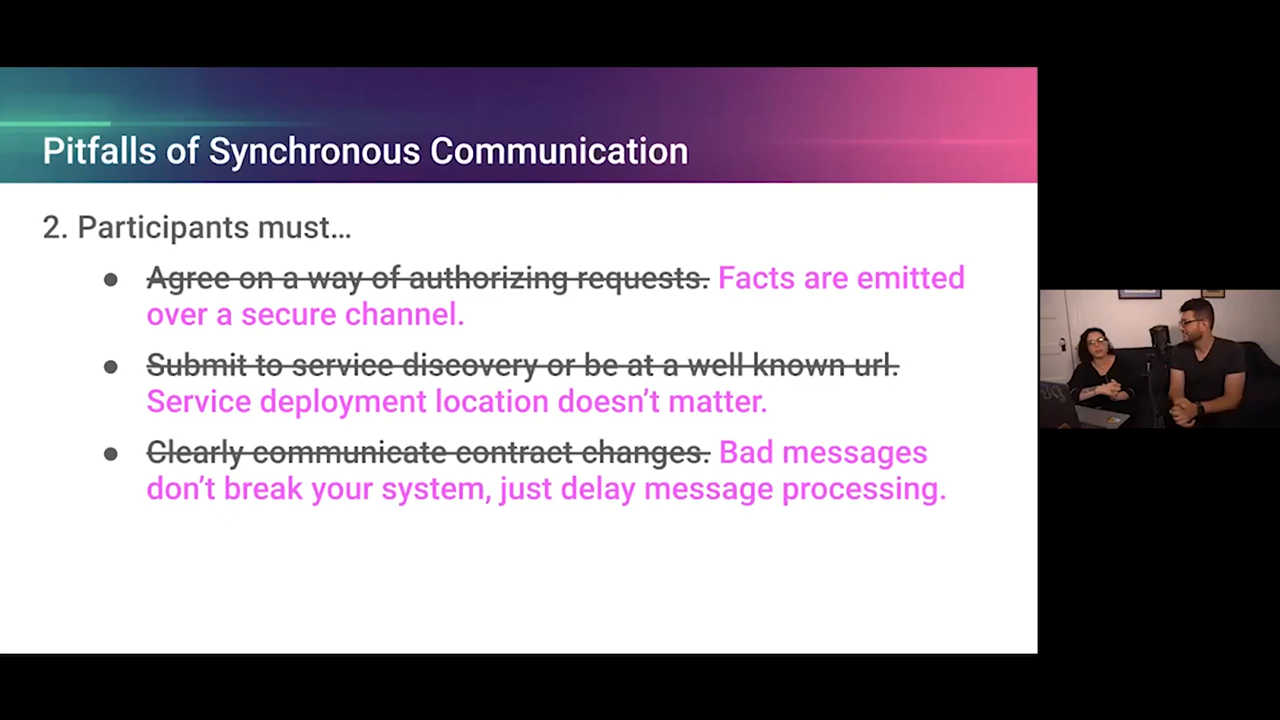 Pitfalls of Synchronous Communication
2. Participants must…
● Agree on a way of authorizing requests. Facts are emitted
over a secure channel.
● Submit to service discovery or be at a well known url.
Service deployment location doesn’t matter.
● Clearly communicate contract changes. Bad messages
don’t break your system, just delay message processing.